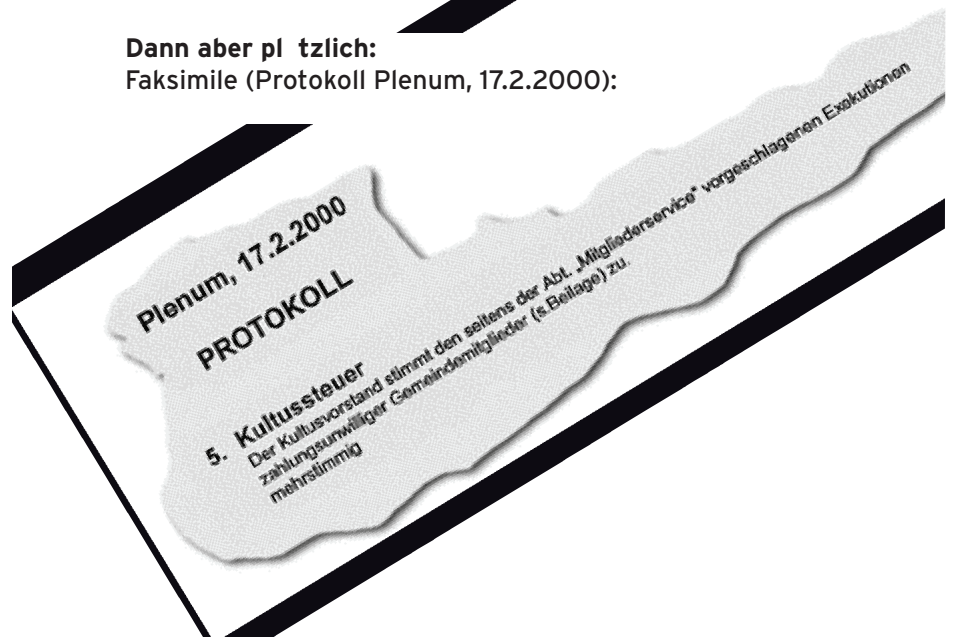 Dann aber pl tzlich:
Faksimile (Protokoll Plenum, 17.2.2000):
Plenum, 17.2.2000
PROTOKOLL
5. Kultussteuer
Der Kultusvorstand stimmt den seitens der Abt. „Mitgliederservice" vorgeschlagenen Exekutionen
zahlungsunwilliger Gemeindemitglieder (s.Beilage) zu.
mehrstimmig